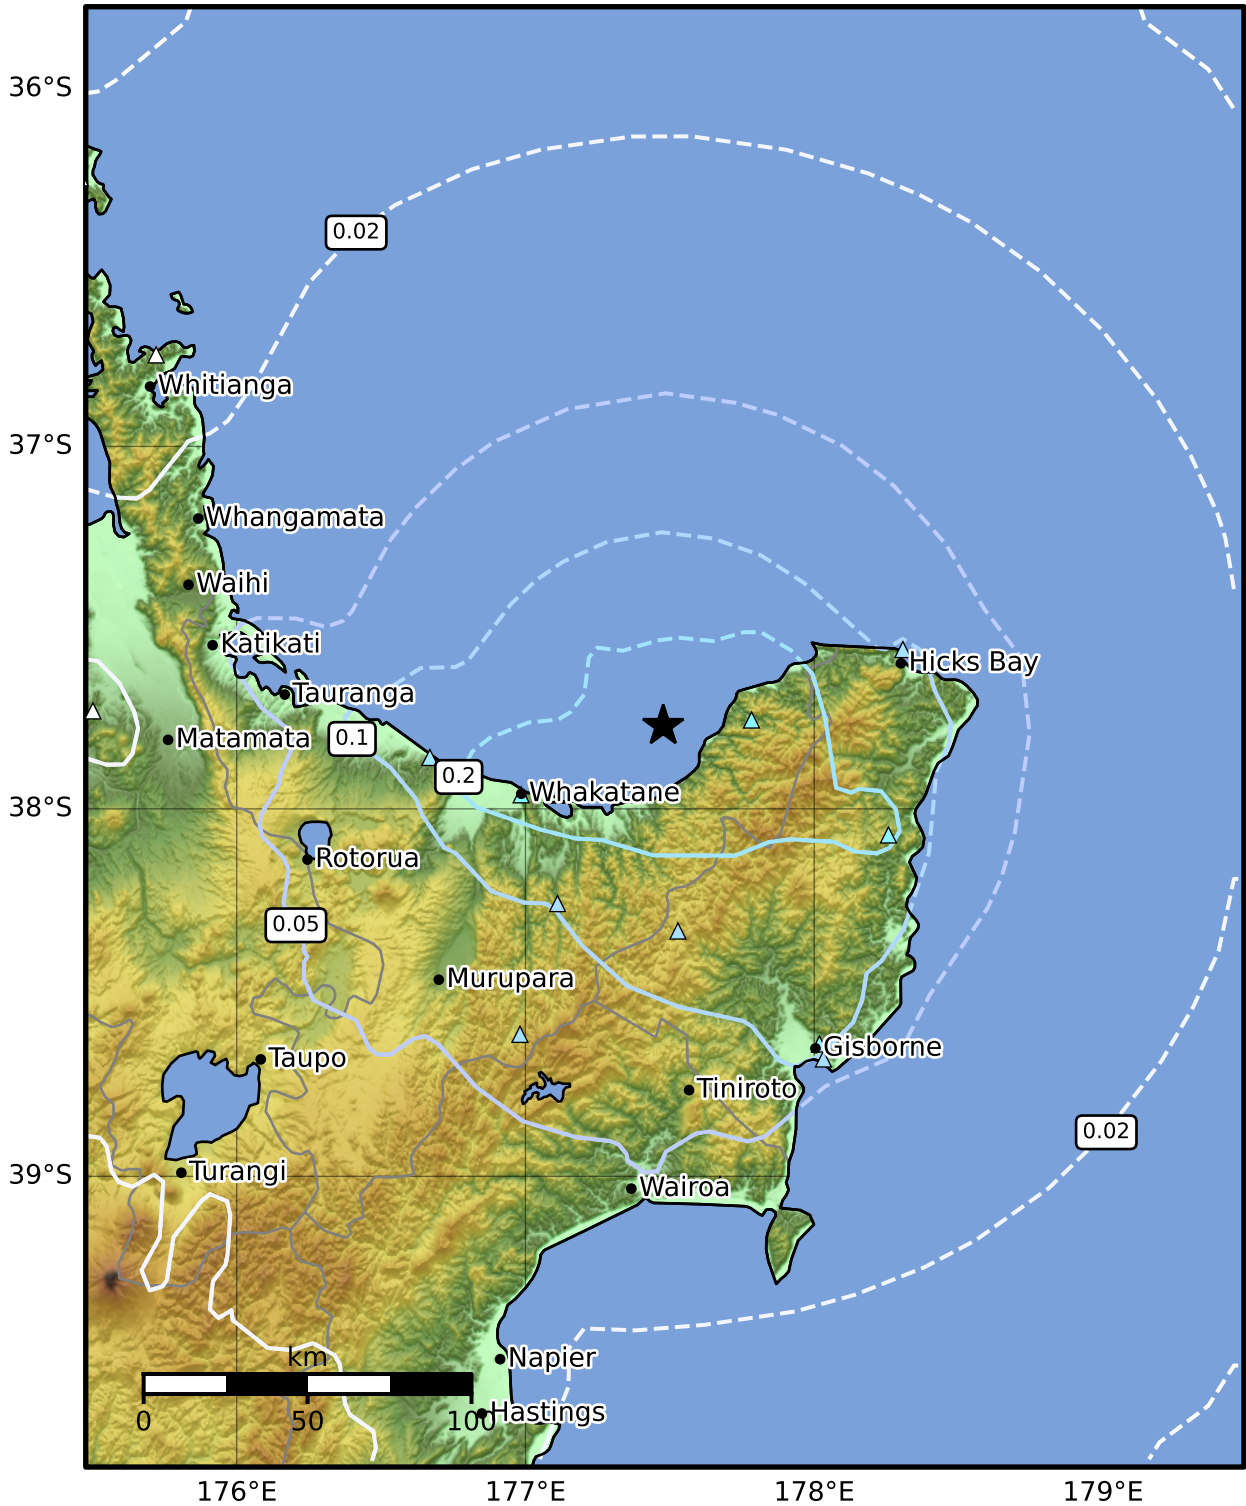 36°S
0.02
Whitianga
37°S
Whangamata
Waihi
Katikati
Hicks Bay
Tauranga
0.1
Matamata
0.2
Whakatane
38°S
Rotorua
0.05
Murupara
Gisborne
Taupo
Tiniroto
0.02
39°S
Turangi
Wairoa
km
Napier
0
50
100
Hastings
176°E
177°E
178°E
179°E